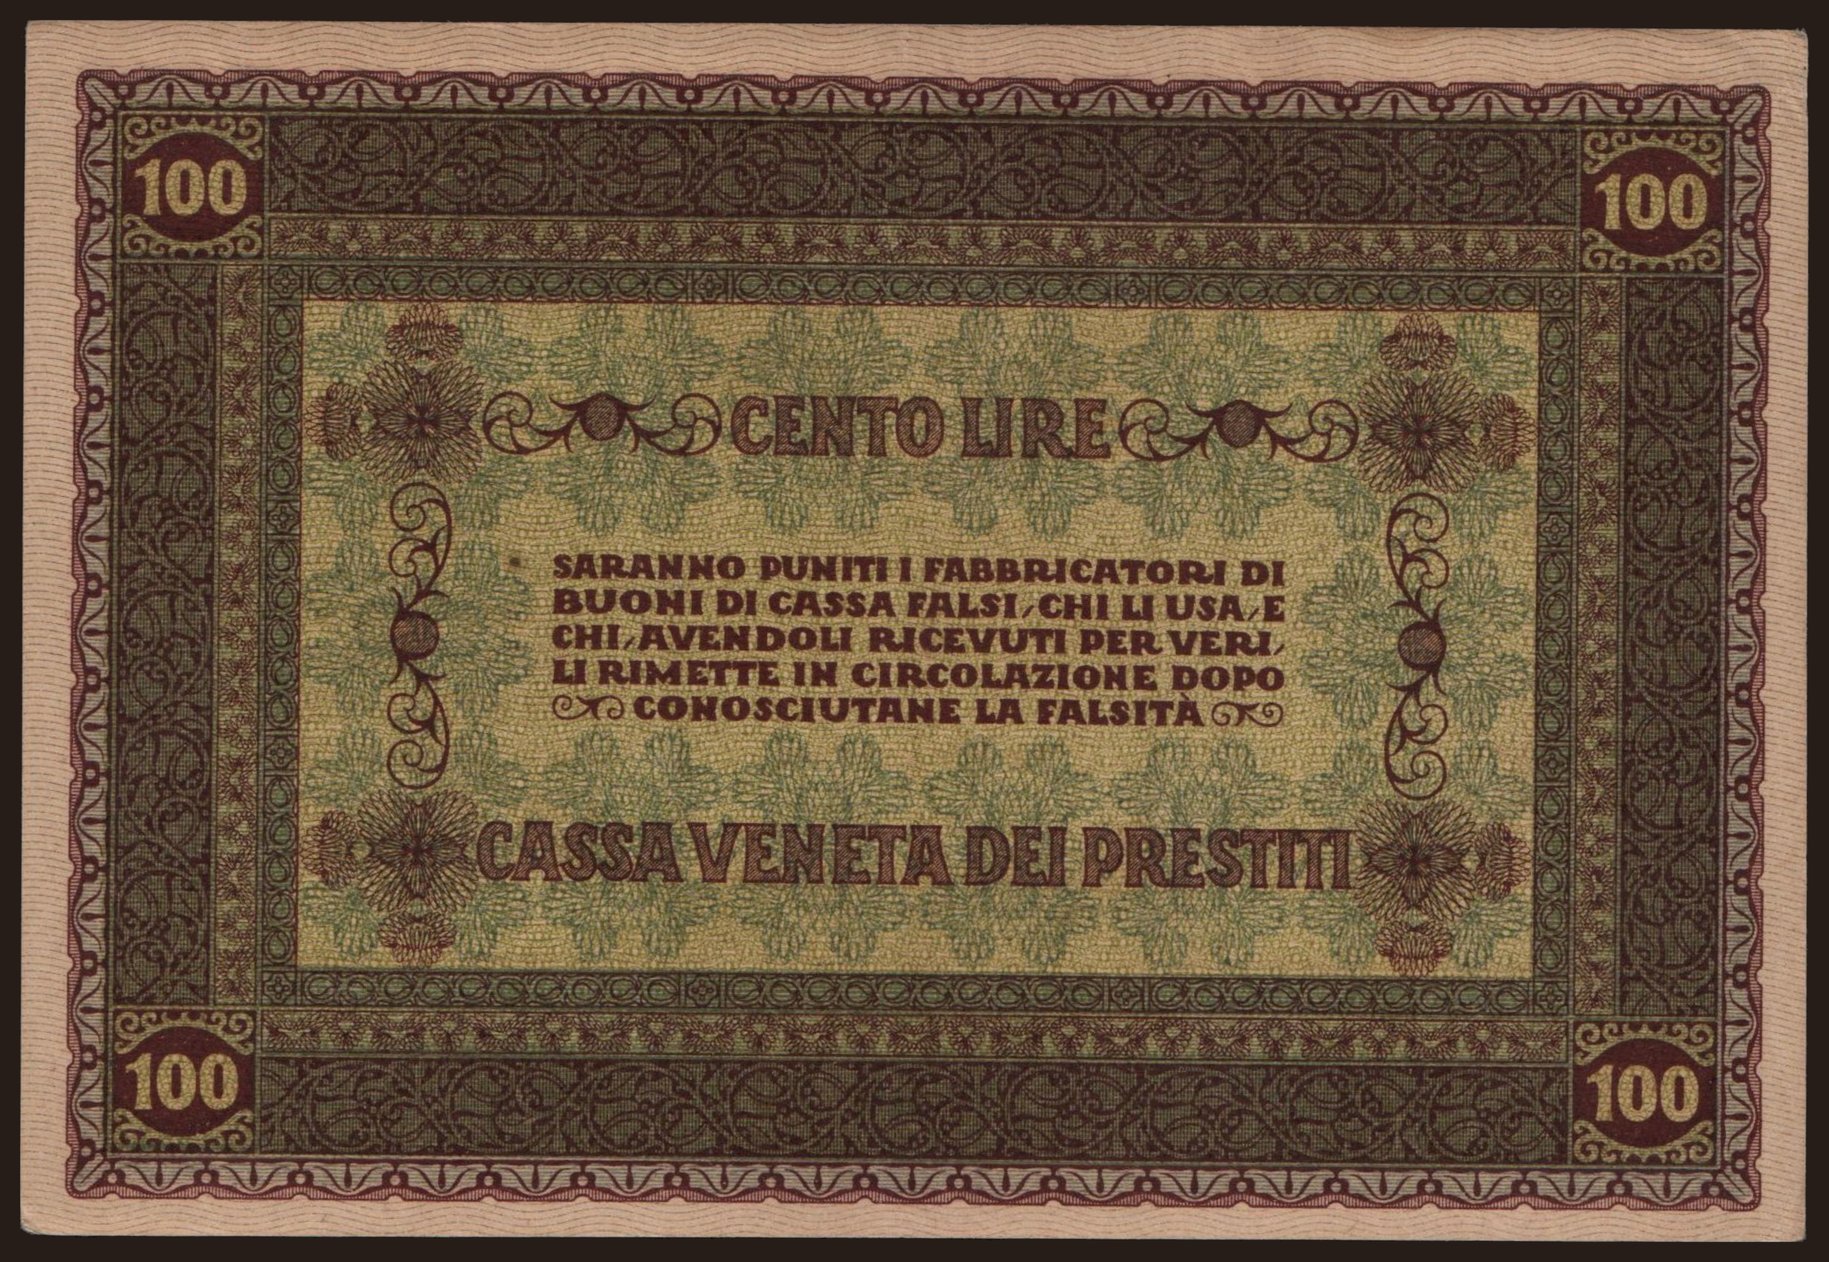 100 100
CENTO LIRE
SARANNO PUNITI I FABBRICATORI DI
BUONI DI CASSA FALSI, CHI LI USA, E
CHI, AVENDOLI RICEVUTI PER VERI,
LI RIMETTE IN CIRCOLAZIONE DOPO
CONOSCIUTANE LA FALSITÀ
CASSA VENETA DEI PRESTITI
100 100